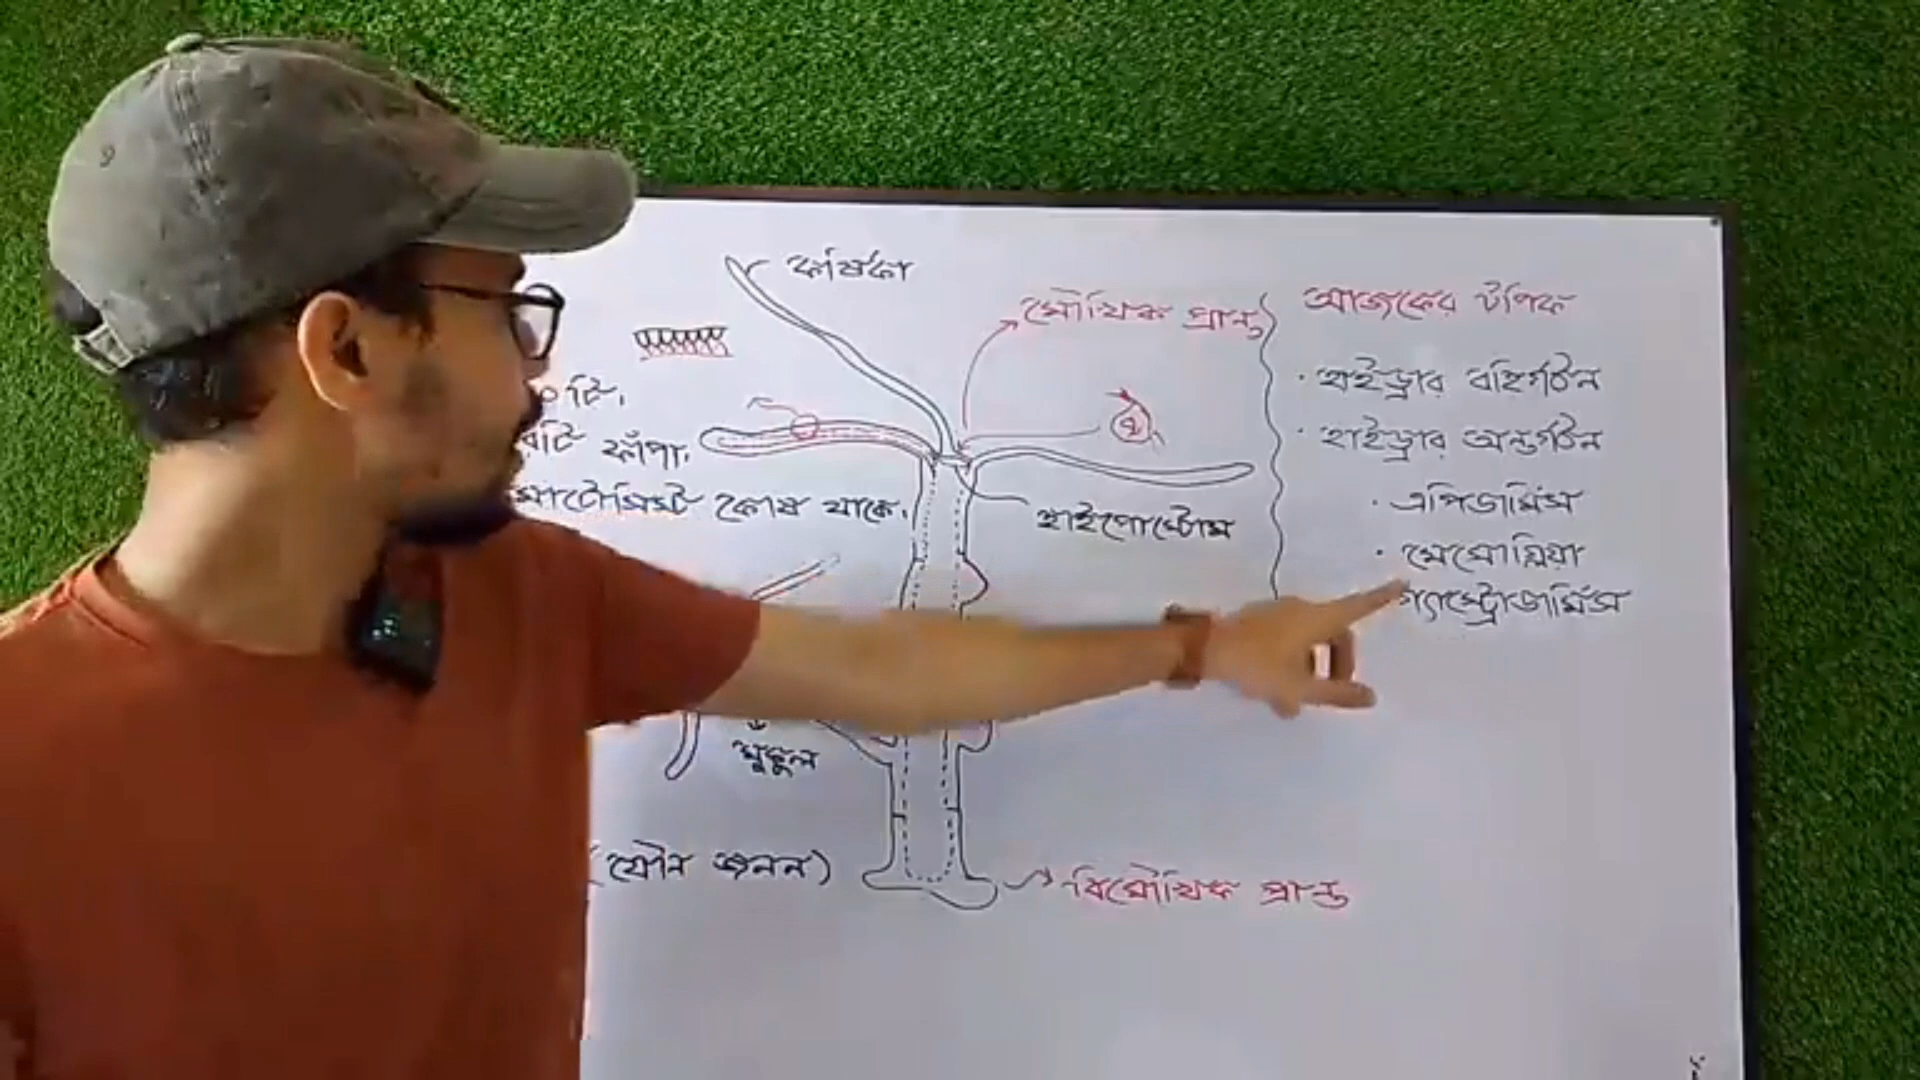 কর্ষিকা
মৌখিক প্রান্ত
টি.
টি ফাঁপা.
মাটোসিস্ট কোষ থাকে.
হাইপোস্টোম
মুকুল
(যৌন জনন)
বিমৌখিক প্রান্ত
আজকের টপিক
· হাইড্রার বহির্গঠন
· হাইড্রার অন্তর্গঠন
· এপিডার্মিস
· মেসোগ্লিয়া
গ্যাস্ট্রোডার্মিস